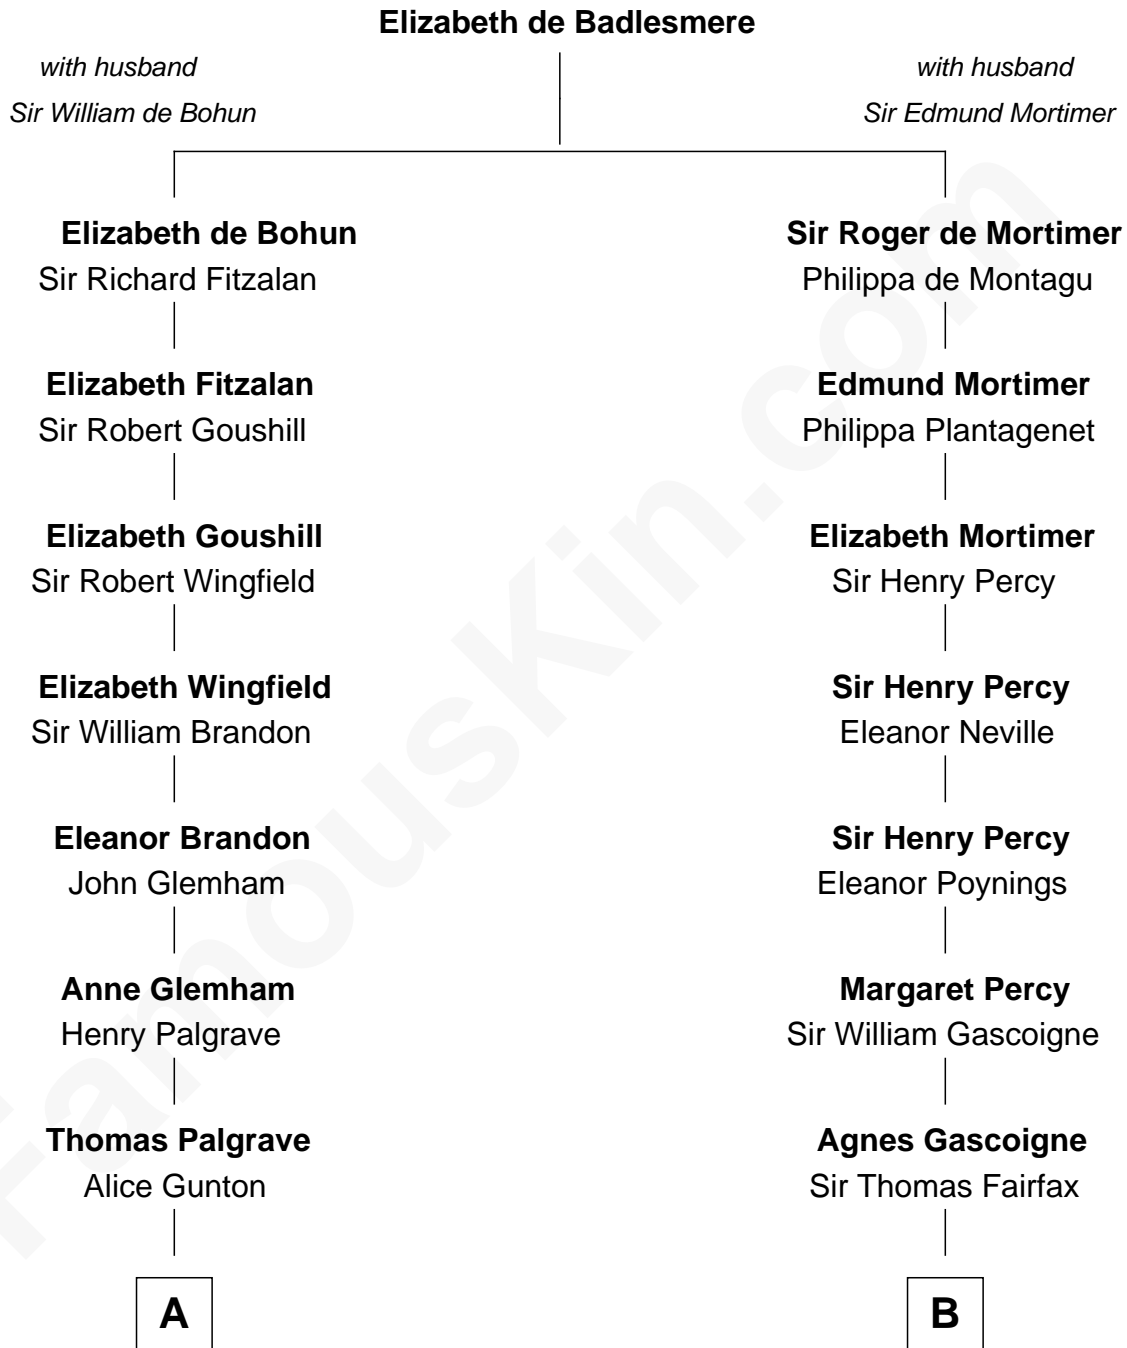 Elizabeth de Badlesmere
with husband
Sir William de Bohun
with husband
Sir Edmund Mortimer
Elizabeth de Bohun
Sir Richard Fitzalan
Sir Roger de Mortimer
Philippa de Montagu
Elizabeth Fitzalan
Sir Robert Goushill
Edmund Mortimer
Philippa Plantagenet
Elizabeth Goushill
Sir Robert Wingfield
Elizabeth Mortimer
Sir Henry Percy
Elizabeth Wingfield
Sir William Brandon
Sir Henry Percy
Eleanor Neville
Eleanor Brandon
John Glemham
Sir Henry Percy
Eleanor Poynings
Anne Glemham
Henry Palgrave
Margaret Percy
Sir William Gascoigne
Thomas Palgrave
Alice Gunton
Agnes Gascoigne
Sir Thomas Fairfax
A
B
FamousKin.com